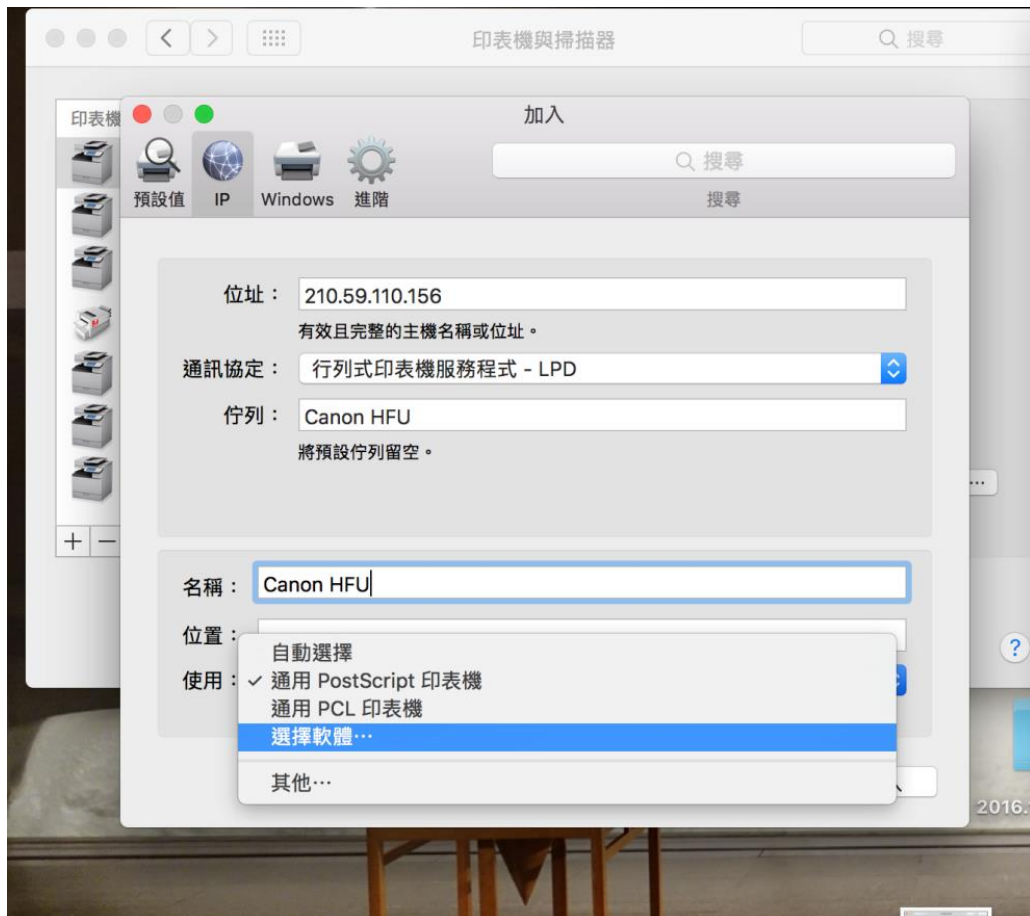 印表機與掃描器
搜尋
印表機
加入
搜尋
預設值 IP Windows 進階
搜尋
位址： 210.59.110.156
有效且完整的主機名稱或位址。
通訊協定： 行列式印表機服務程式 - LPD
佇列： Canon HFU
將預設佇列留空。
...
名稱： Canon HFU
位置：
自動選擇
使用： ✓ 通用 PostScript 印表機
通用 PCL 印表機
選擇軟體⋯
其他⋯
?
2016.